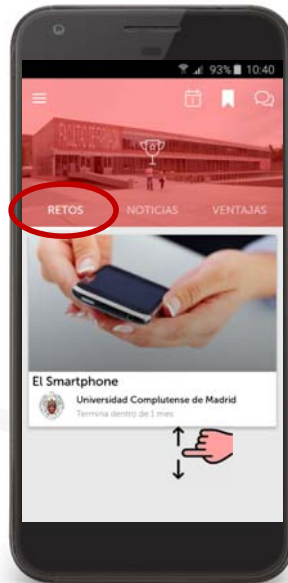 93% 10:40
RETOS NOTICIAS VENTAJAS
El Smartphone
Universidad Complutense de Madrid
Termina dentro de 1 mes